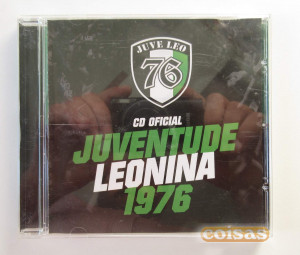 JUVE LEO
76
CD OFICIAL
JUVENTUDE
LEONINA
1976
coisas